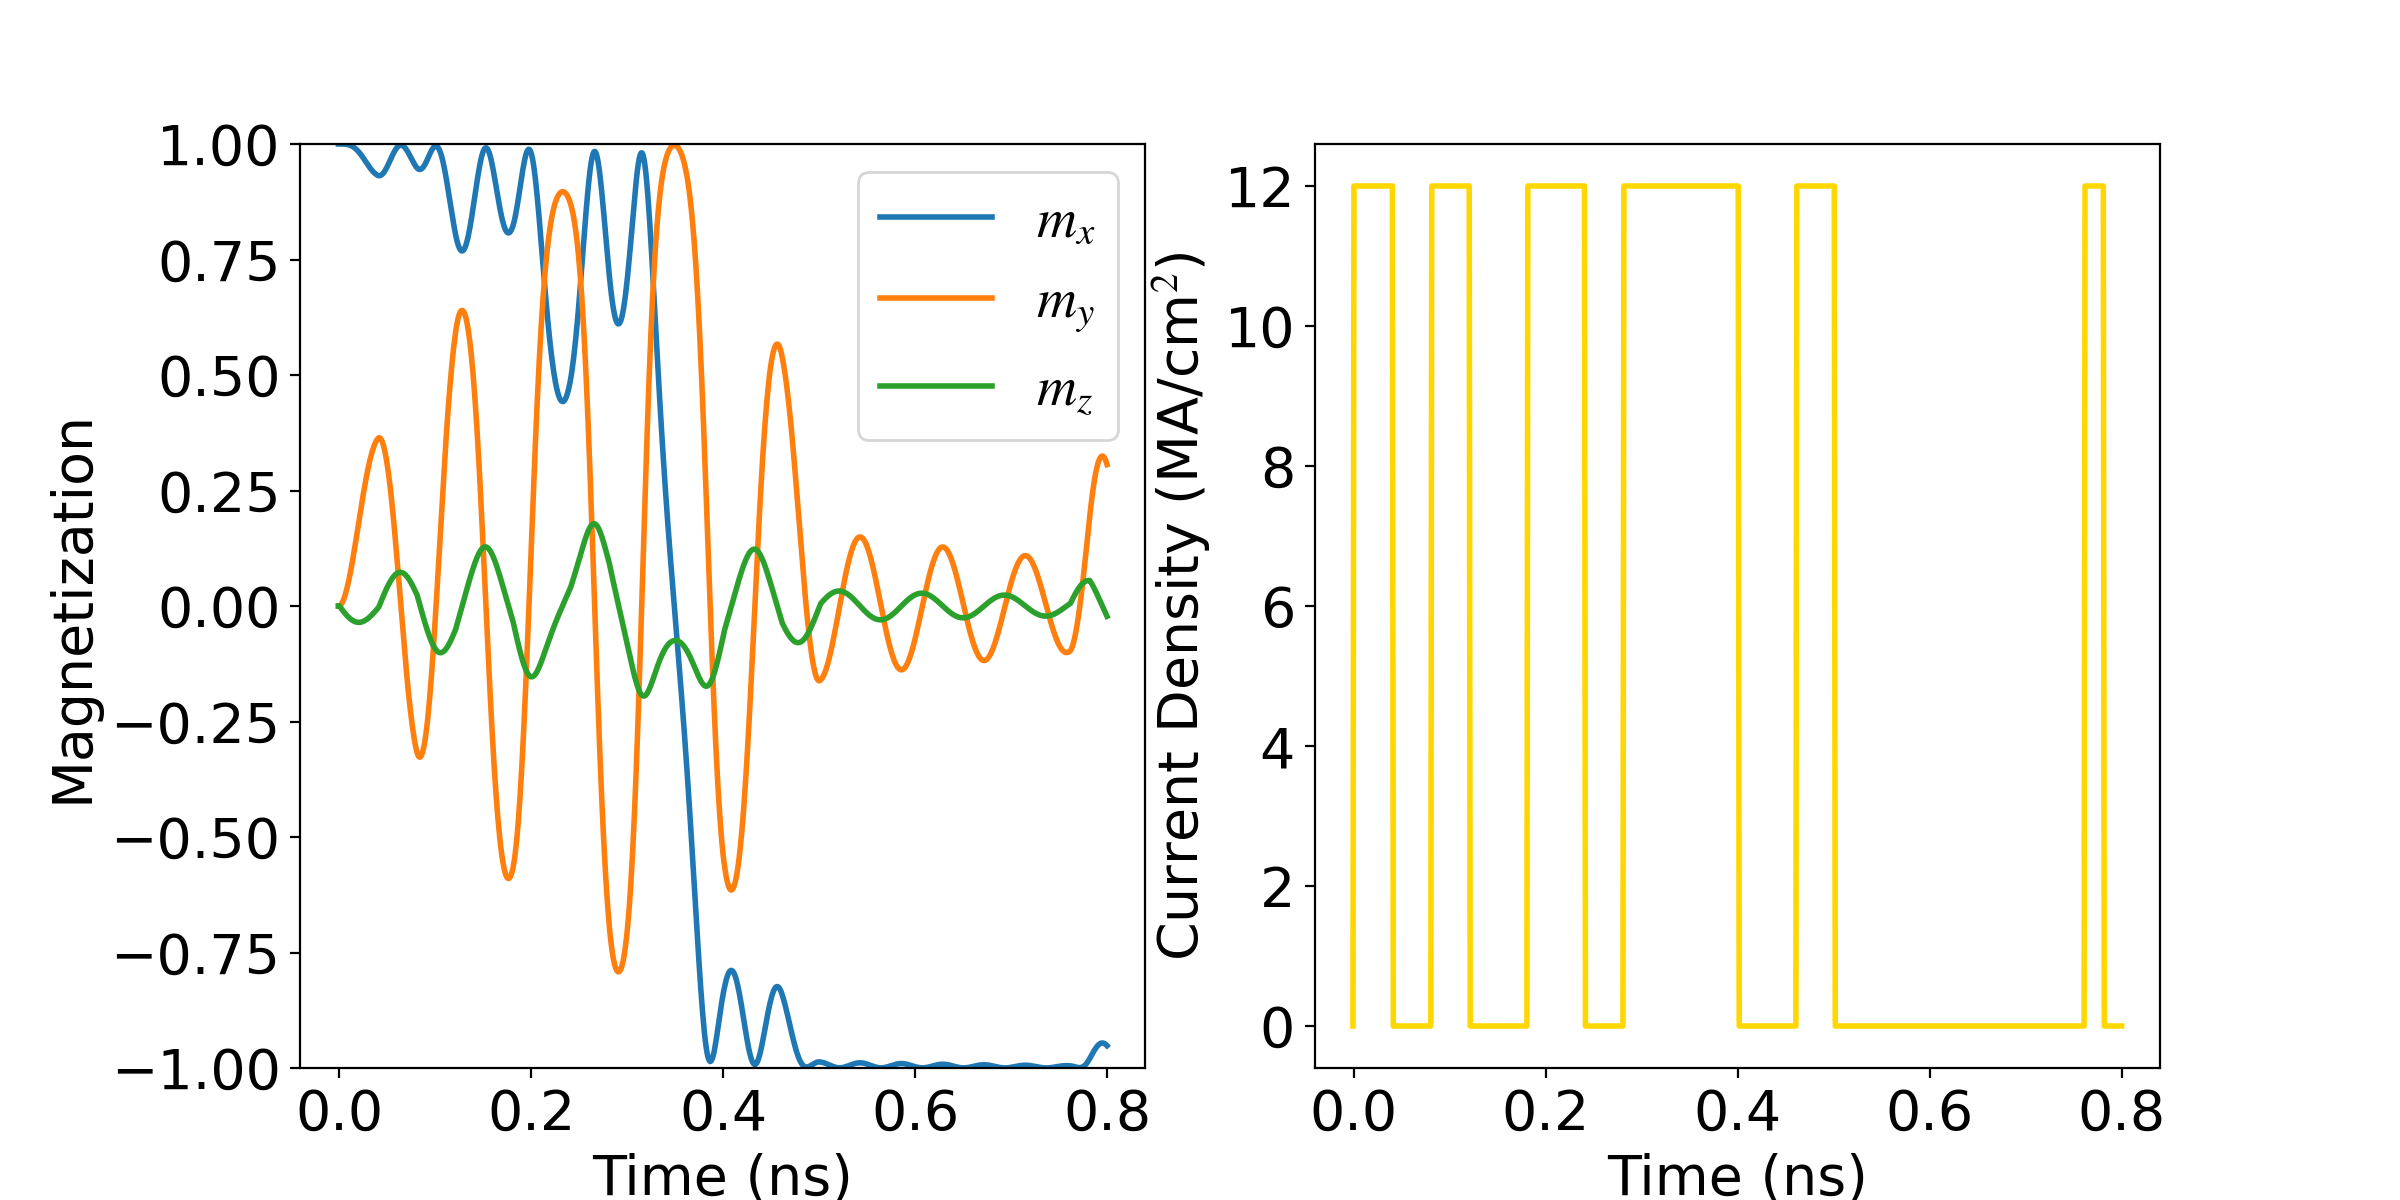 Magnetization
1.00
0.75
0.50
0.25
0.00
−0.25
−0.50
−0.75
−1.00
0.0 0.2 0.4 0.6 0.8
Time (ns)
m_x
m_y
m_z
Current Density (MA/cm²)
12
10
8
6
4
2
0
0.0 0.2 0.4 0.6 0.8
Time (ns)